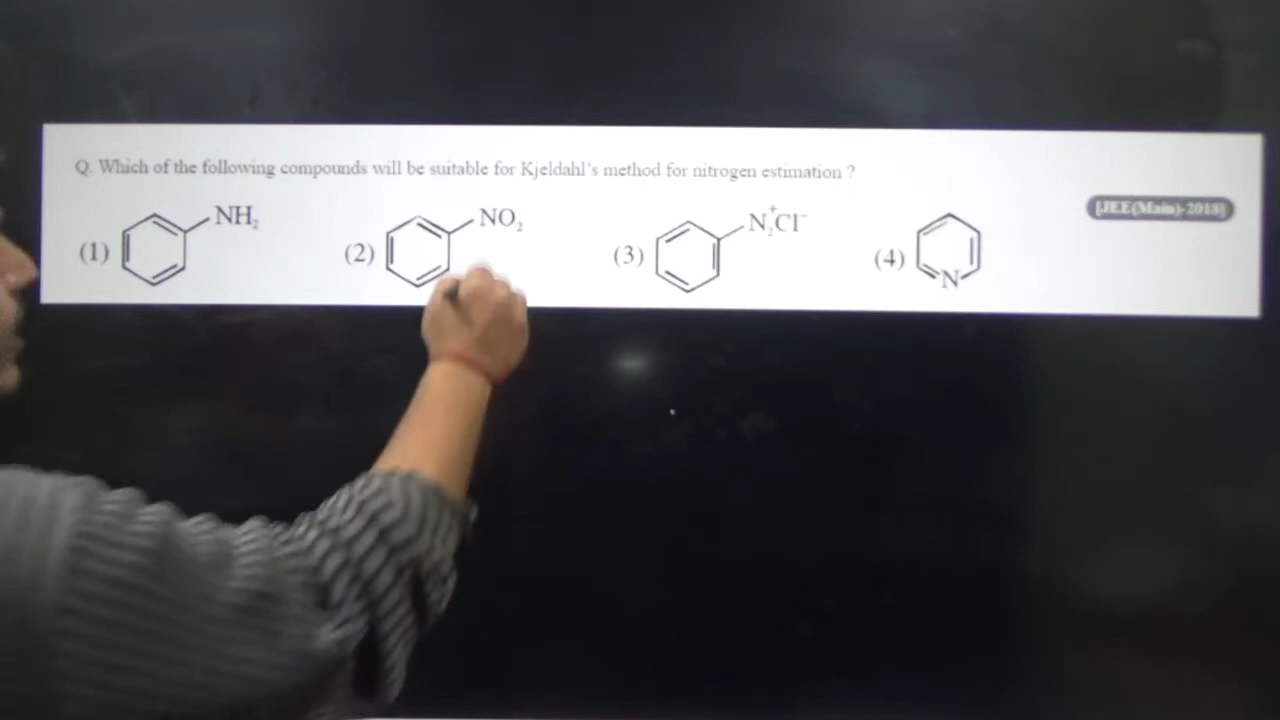 Q. Which of the following compounds will be suitable for Kjeldahl's method for nitrogen estimation ?
[JEE(Main)-2018]
(1) NH₂ (2) NO₂ (3) N₂⁺Cl⁻ (4) N